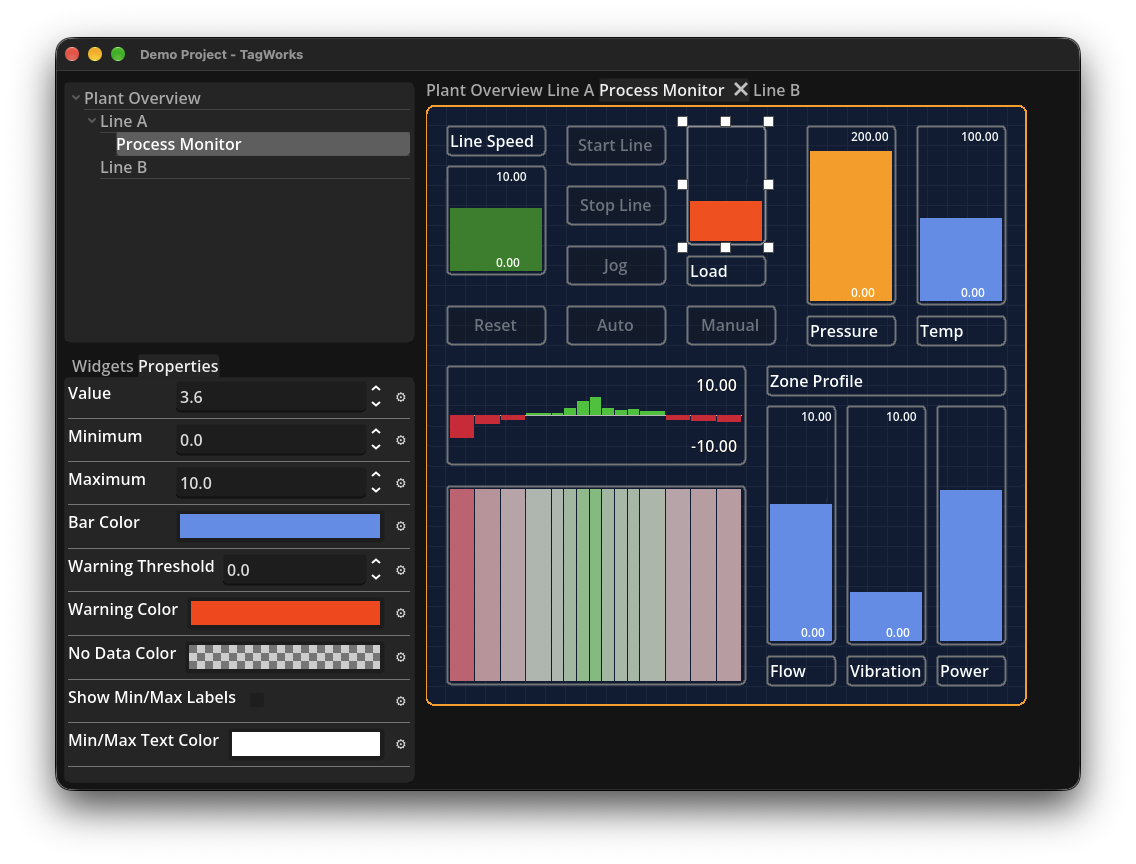 Demo Project - TagWorks
Plant Overview
Line A
Process Monitor
Line B
Widgets Properties
Value 3.6
Minimum 0.0
Maximum 10.0
Bar Color
Warning Threshold 0.0
Warning Color
No Data Color
Show Min/Max Labels
Min/Max Text Color
Plant Overview Line A Process Monitor Line B
Line Speed
10.00
0.00
Start Line
Stop Line
Jog
Load
200.00
0.00
Pressure
100.00
0.00
Temp
Reset
Auto
Manual
10.00
-10.00
Zone Profile
10.00
0.00
Flow
10.00
0.00
Vibration
Power